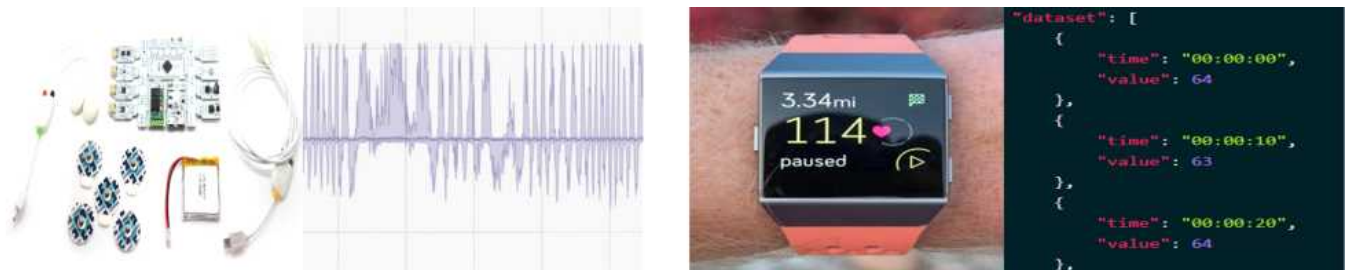 3.34mi
114
paused
"dataset": [
{
"time": "00:00:00",
"value": 64
},
{
"time": "00:00:10",
"value": 63
},
{
"time": "00:00:20",
"value": 64
},